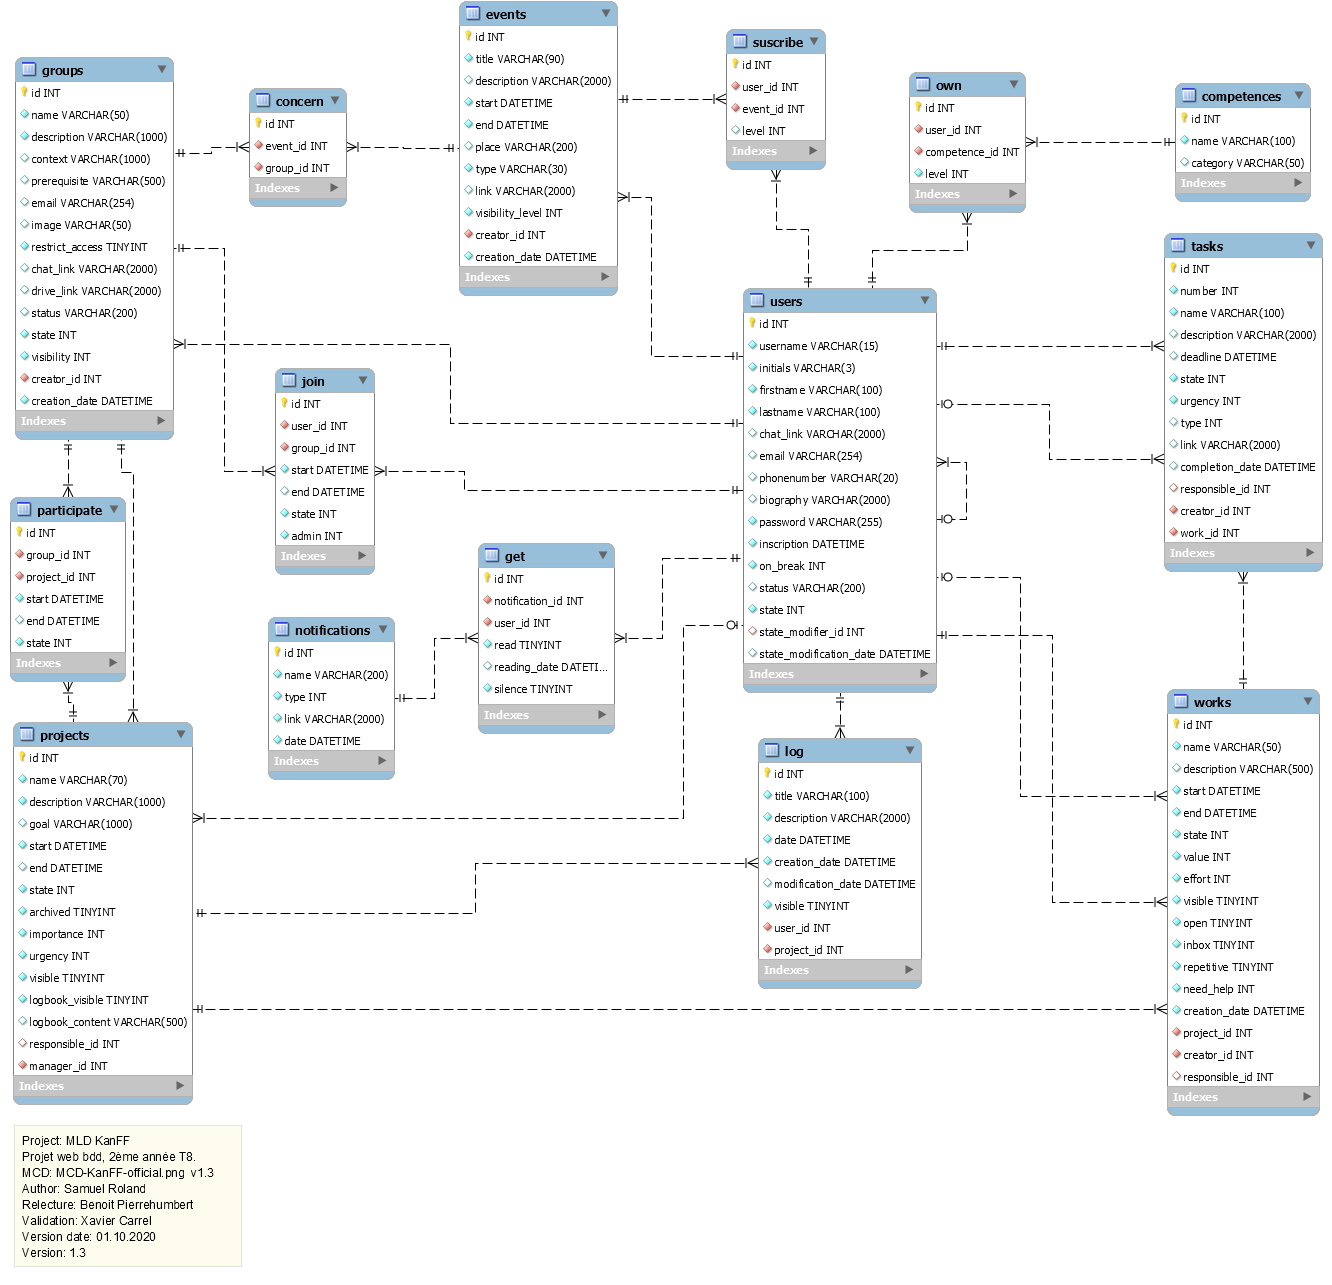 groups
id INT
name VARCHAR(50)
description VARCHAR(1000)
context VARCHAR(1000)
prerequisite VARCHAR(500)
email VARCHAR(254)
image VARCHAR(50)
restrict_access TINYINT
chat_link VARCHAR(2000)
drive_link VARCHAR(2000)
status VARCHAR(200)
state INT
visibility INT
creator_id INT
creation_date DATETIME
Indexes
concern
id INT
event_id INT
group_id INT
Indexes
events
id INT
title VARCHAR(90)
description VARCHAR(2000)
start DATETIME
end DATETIME
place VARCHAR(200)
type VARCHAR(30)
link VARCHAR(2000)
visibility_level INT
creator_id INT
creation_date DATETIME
Indexes
suscribe
id INT
user_id INT
event_id INT
level INT
Indexes
own
id INT
user_id INT
competence_id INT
level INT
Indexes
competences
id INT
name VARCHAR(100)
category VARCHAR(50)
Indexes
tasks
id INT
number INT
name VARCHAR(100)
description VARCHAR(2000)
deadline DATETIME
state INT
urgency INT
type INT
link VARCHAR(2000)
completion_date DATETIME
responsible_id INT
creator_id INT
work_id INT
Indexes
users
id INT
username VARCHAR(15)
initials VARCHAR(3)
firstname VARCHAR(100)
lastname VARCHAR(100)
chat_link VARCHAR(2000)
email VARCHAR(254)
phonenumber VARCHAR(20)
biography VARCHAR(2000)
password VARCHAR(255)
inscription DATETIME
on_break INT
status VARCHAR(200)
state INT
state_modifier_id INT
state_modification_date DATETIME
Indexes
join
id INT
user_id INT
group_id INT
start DATETIME
end DATETIME
state INT
admin INT
Indexes
participate
id INT
group_id INT
project_id INT
start DATETIME
end DATETIME
state INT
Indexes
get
id INT
notification_id INT
user_id INT
read TINYINT
reading_date DATETI...
silence TINYINT
Indexes
notifications
id INT
name VARCHAR(200)
type INT
link VARCHAR(2000)
date DATETIME
Indexes
projects
id INT
name VARCHAR(70)
description VARCHAR(1000)
goal VARCHAR(1000)
start DATETIME
end DATETIME
state INT
archived TINYINT
importance INT
urgency INT
visible TINYINT
logbook_visible TINYINT
logbook_content VARCHAR(500)
responsible_id INT
manager_id INT
Indexes
log
id INT
title VARCHAR(100)
description VARCHAR(2000)
date DATETIME
creation_date DATETIME
modification_date DATETIME
visible TINYINT
user_id INT
project_id INT
Indexes
works
id INT
name VARCHAR(50)
description VARCHAR(500)
start DATETIME
end DATETIME
state INT
value INT
effort INT
visible TINYINT
open TINYINT
inbox TINYINT
repetitive TINYINT
need_help INT
creation_date DATETIME
project_id INT
creator_id INT
responsible_id INT
Indexes
Project: MLD KanFF
Projet web bdd, 2ème année T8.
MCD: MCD-KanFF-official.png v1.3
Author: Samuel Roland
Relecture: Benoit Pierrehumbert
Validation: Xavier Carrel
Version date: 01.10.2020
Version: 1.3